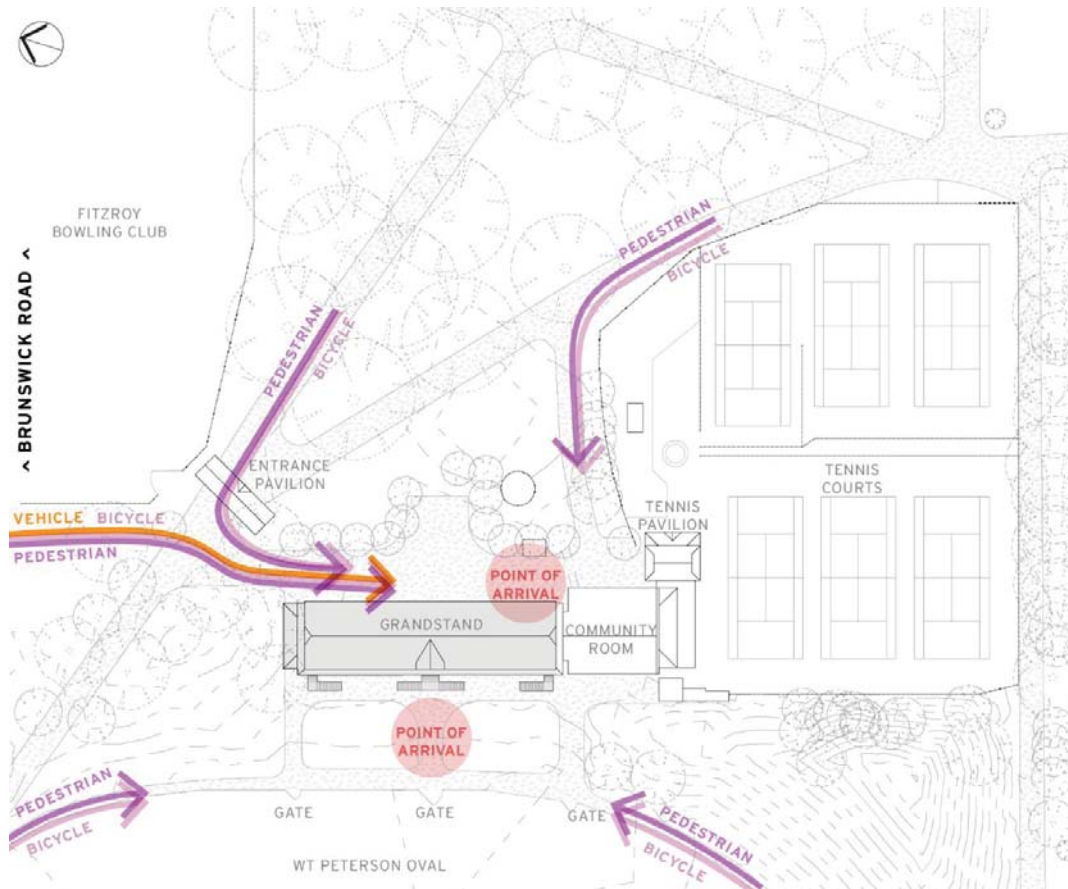 FITZROY
BOWLING CLUB
< BRUNSWICK ROAD <
PEDESTRIAN
BICYCLE
PEDESTRIAN
BICYCLE
ENTRANCE
PAVILION
VEHICLE BICYCLE
PEDESTRIAN
TENNIS
COURTS
TENNIS
PAVILION
POINT OF
ARRIVAL
GRANDSTAND
COMMUNITY
ROOM
POINT OF
ARRIVAL
PEDESTRIAN
BICYCLE
GATE
GATE
GATE
PEDESTRIAN
BICYCLE
WT PETERSON OVAL